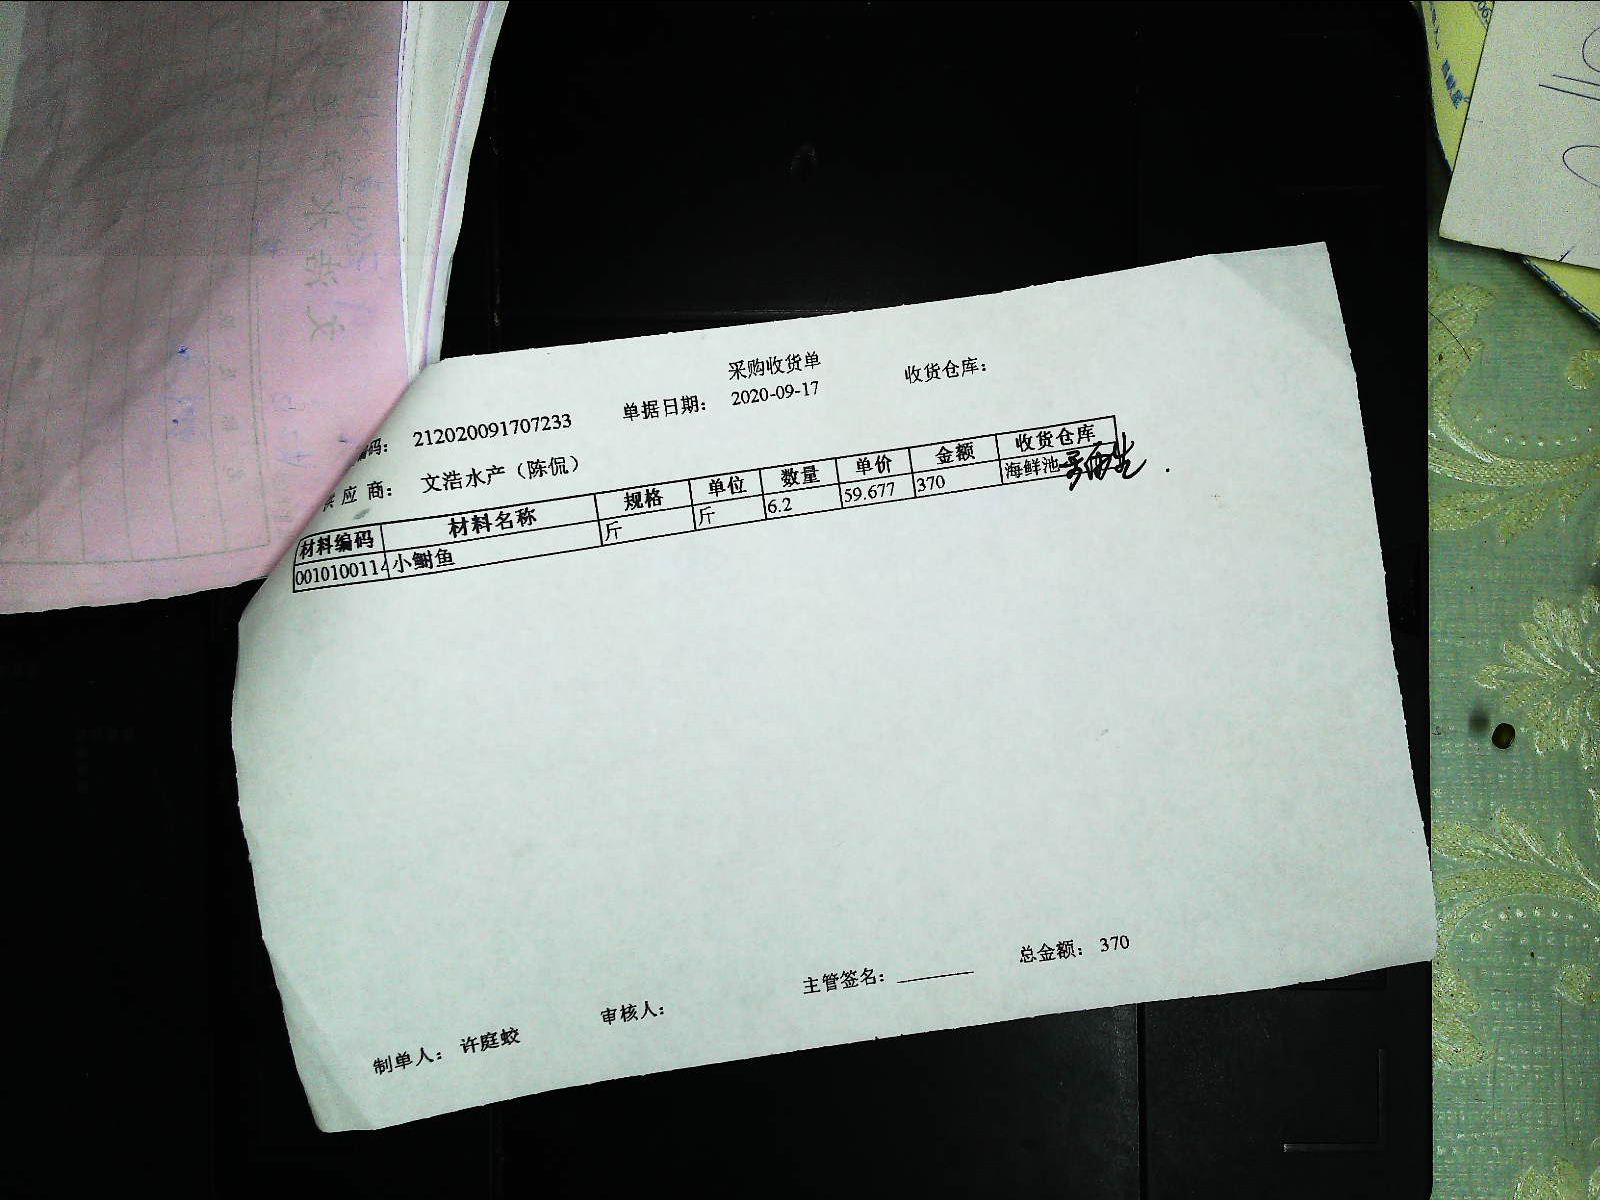 采购收货单
编码： 212020091707233 单据日期： 2020-09-17 收货仓库：
供应商： 文浩水产（陈侃）
材料编码 材料名称 规格 单位 数量 单价 金额 收货仓库
0010100114 小鲥鱼 斤 斤 6.2 59.677 370 海鲜池
总金额： 370
主管签名：
审核人：
制单人： 许庭蛟